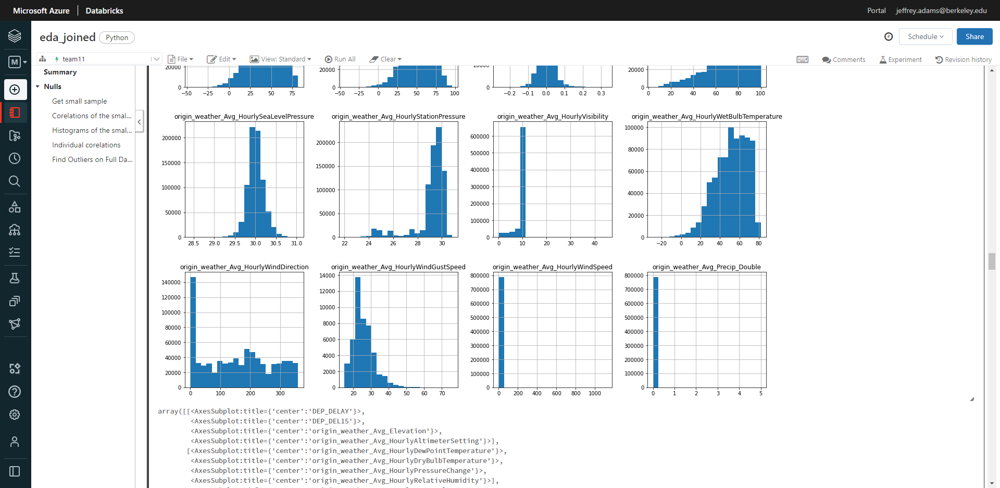 Microsoft Azure | Databricks
Portal jeffrey.adams@berkeley.edu
eda_joined Python
Schedule Share
M
team11
File Edit View: Standard Run All Clear
Comments Experiment Revision history
Summary
Nulls
Get small sample
Corelations of the smal...
Histograms of the smal...
Individual corelations
Find Outliers on Full Da...
20000 20000 20000 20000
0 0 0 0
−50 −25 0 25 50 75
−50 −25 0 25 50 75 100
−0.2 −0.1 0.0 0.1 0.2 0.3
0 20 40 60 80 100
origin_weather_Avg_HourlySeaLevelPressure
200000
150000
100000
50000
0
28.5 29.0 29.5 30.0 30.5 31.0
origin_weather_Avg_HourlyStationPressure
200000
150000
100000
50000
0
22 24 26 28 30
origin_weather_Avg_HourlyVisibility
600000
500000
400000
300000
200000
100000
0
0 10 20 30 40
origin_weather_Avg_HourlyWetBulbTemperature
100000
80000
60000
40000
20000
0
−20 0 20 40 60 80
origin_weather_Avg_HourlyWindDirection
140000
120000
100000
80000
60000
40000
20000
0
0 100 200 300
origin_weather_Avg_HourlyWindGustSpeed
14000
12000
10000
8000
6000
4000
2000
0
20 30 40 50 60 70
origin_weather_Avg_HourlyWindSpeed
800000
700000
600000
500000
400000
300000
200000
100000
0
0 200 400 600 800 1000
origin_weather_Avg_Precip_Double
800000
700000
600000
500000
400000
300000
200000
100000
0
0 1 2 3 4 5
array([[<AxesSubplot:title={'center':'DEP_DELAY'}>,
<AxesSubplot:title={'center':'DEP_DEL15'}>,
<AxesSubplot:title={'center':'origin_weather_Avg_Elevation'}>,
<AxesSubplot:title={'center':'origin_weather_Avg_HourlyAltimeterSetting'}>],
[<AxesSubplot:title={'center':'origin_weather_Avg_HourlyDewPointTemperature'}>,
<AxesSubplot:title={'center':'origin_weather_Avg_HourlyDryBulbTemperature'}>,
<AxesSubplot:title={'center':'origin_weather_Avg_HourlyPressureChange'}>,
<AxesSubplot:title={'center':'origin_weather_Avg_HourlyRelativeHumidity'}>],